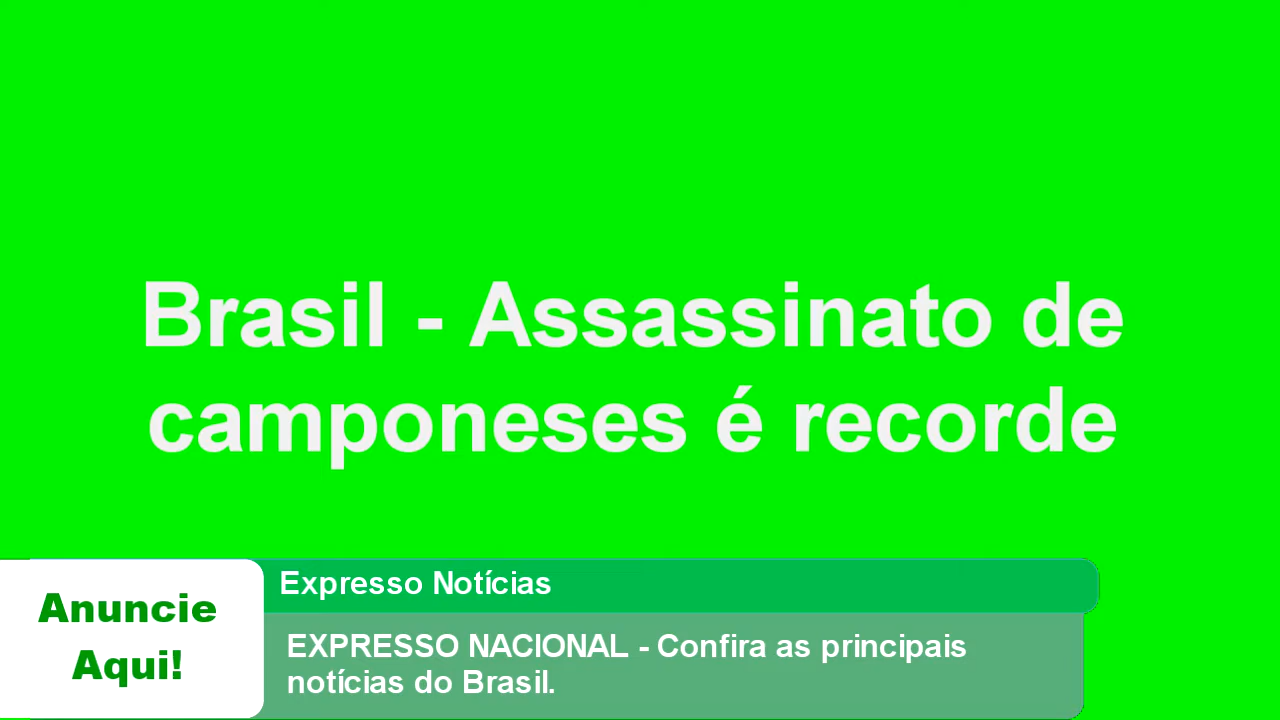 Brasil - Assassinato de
camponeses é recorde
Expresso Notícias
Anuncie
Aqui!
EXPRESSO NACIONAL - Confira as principais
notícias do Brasil.